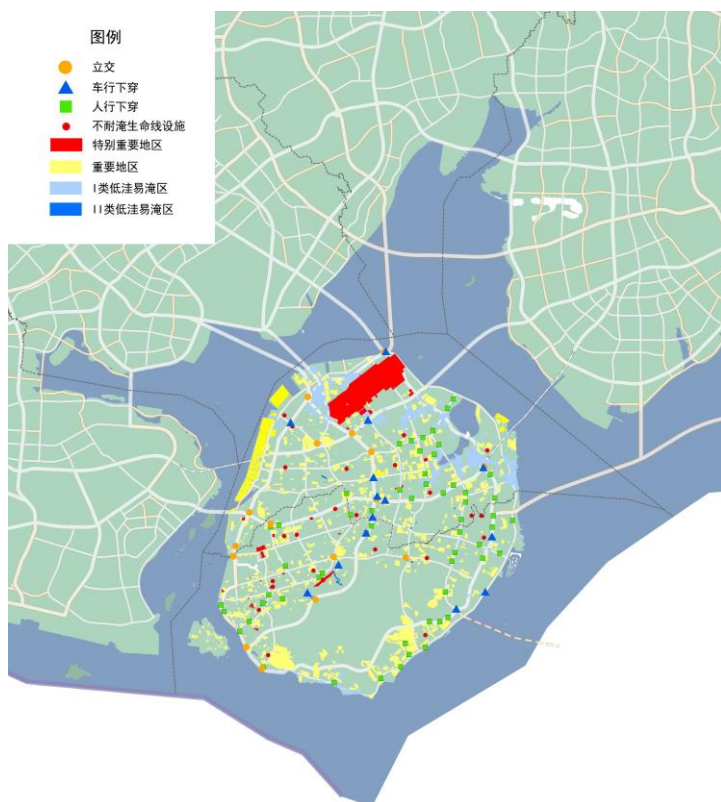 图例
立交
车行下穿
人行下穿
不耐淹生命线设施
特别重要地区
重要地区
I类低洼易淹区
II类低洼易淹区